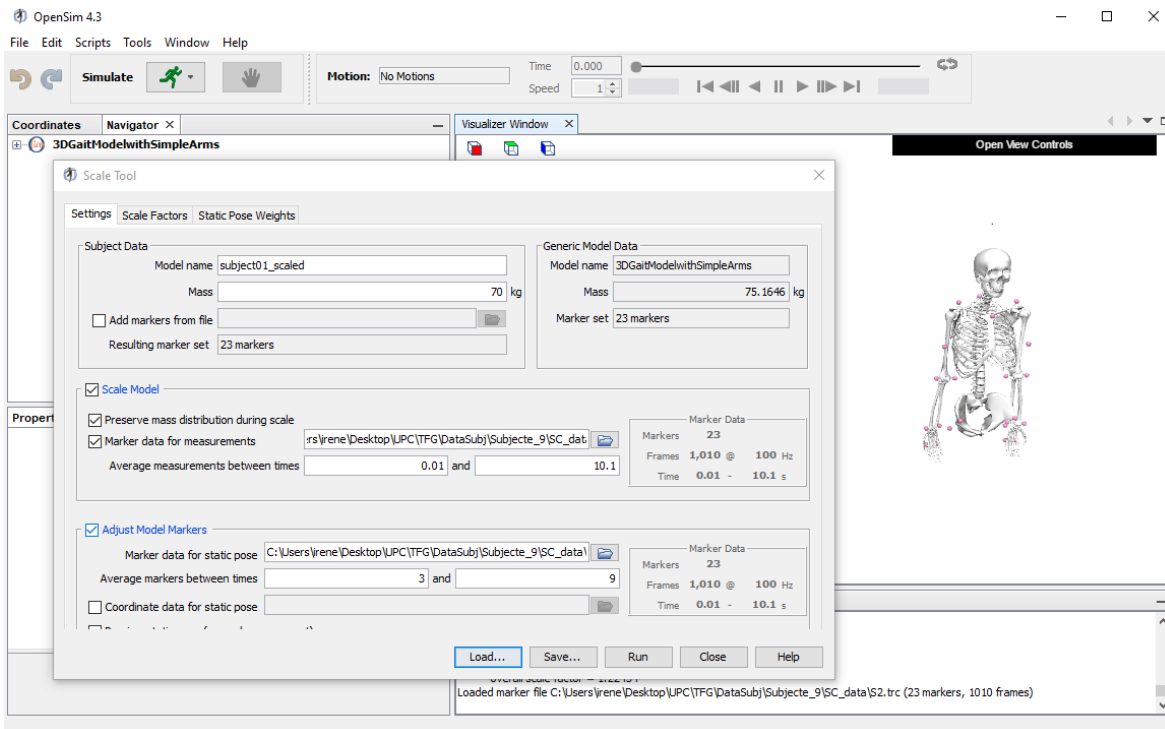 OpenSim 4.3
File Edit Scripts Tools Window Help
Simulate
Motion: No Motions
Time 0.000
Speed 1
Coordinates Navigator ×
Visualizer Window ×
3DGaitModelwithSimpleArms
Open View Controls
Scale Tool
Settings Scale Factors Static Pose Weights
Subject Data
Model name subject01_scaled
Mass 70 kg
Add markers from file
Resulting marker set 23 markers
Generic Model Data
Model name 3DGaitModelwithSimpleArms
Mass 75.1646 kg
Marker set 23 markers
Scale Model
Preserve mass distribution during scale
Marker data for measurements rs\irene\Desktop\UPC\TFG\DataSubj\Subjecte_9\SC_dat
Average measurements between times 0.01 and 10.1
Marker Data
Markers 23
Frames 1,010 @ 100 Hz
Time 0.01 - 10.1 s
Propert
Adjust Model Markers
Marker data for static pose C:\Users\irene\Desktop\UPC\TFG\DataSubj\Subjecte_9\SC_data\
Average markers between times 3 and 9
Coordinate data for static pose
Marker Data
Markers 23
Frames 1,010 @ 100 Hz
Time 0.01 - 10.1 s
Load... Save... Run Close Help
Loaded marker file C:\Users\irene\Desktop\UPC\TFG\DataSubj\Subjecte_9\SC_data\S2.trc (23 markers, 1010 frames)